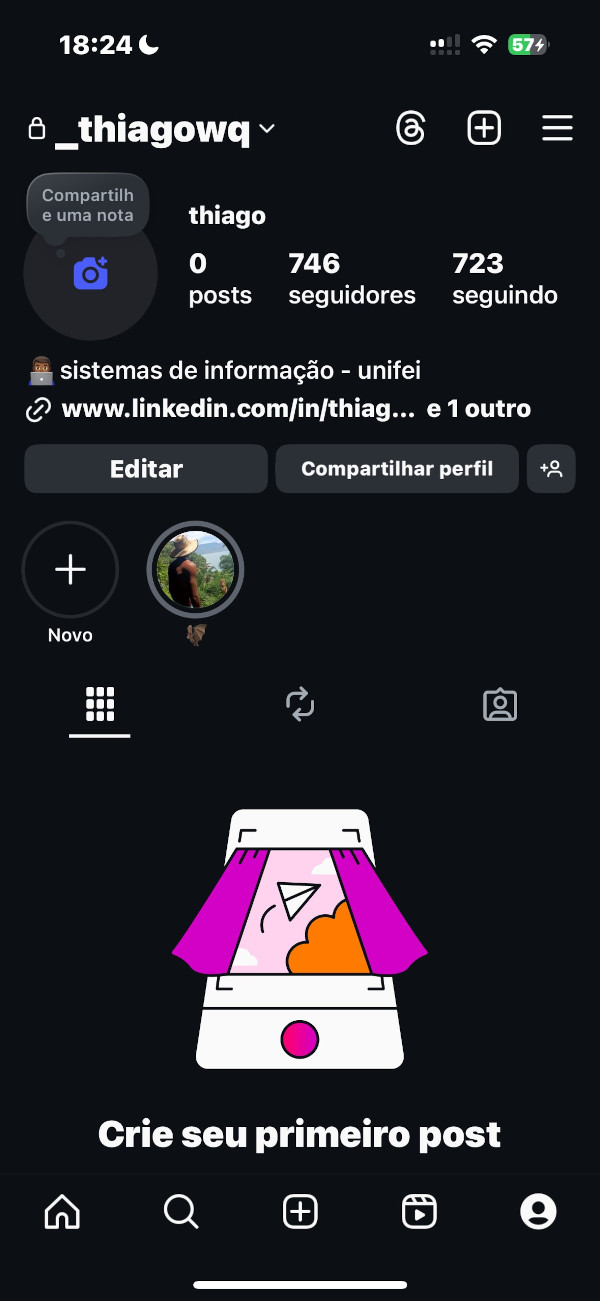 18:24
57
_thiagowq
Compartilh
e uma nota
thiago
0 746 723
posts seguidores seguindo
sistemas de informação - unifei
www.linkedin.com/in/thiag... e 1 outro
Editar Compartilhar perfil
Novo
Crie seu primeiro post